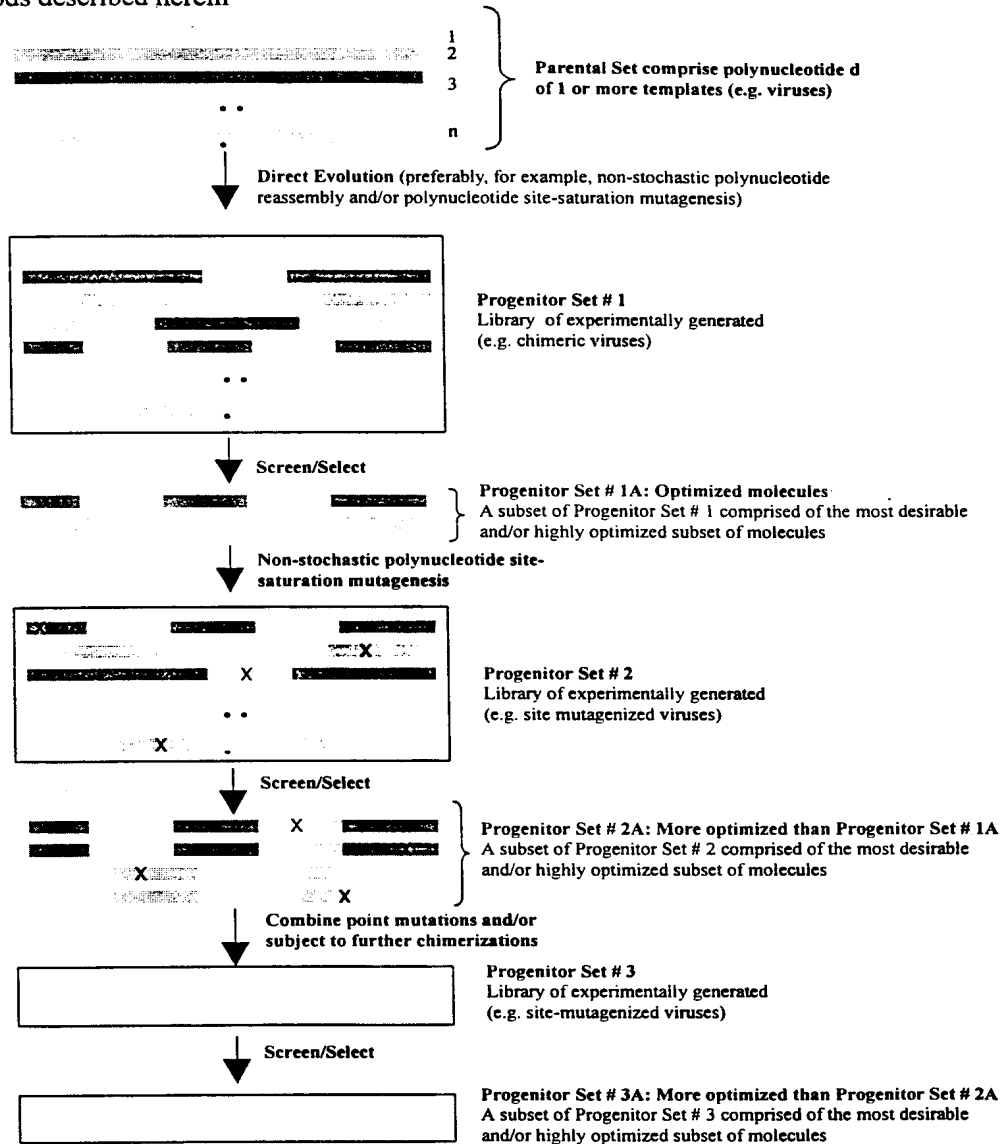 described herein
1
2
3
n
Parental Set comprise polynucleotide d
of 1 or more templates (e.g. viruses)
Direct Evolution (preferably, for example, non-stochastic polynucleotide
reassembly and/or polynucleotide site-saturation mutagenesis)
Progenitor Set # 1
Library of experimentally generated
(e.g. chimeric viruses)
Screen/Select
Progenitor Set # 1A: Optimized molecules
A subset of Progenitor Set # 1 comprised of the most desirable
and/or highly optimized subset of molecules
Non-stochastic polynucleotide site-
saturation mutagenesis
X
X
X
X
Progenitor Set # 2
Library of experimentally generated
(e.g. site mutagenized viruses)
Screen/Select
X
X
X
Progenitor Set # 2A: More optimized than Progenitor Set # 1A
A subset of Progenitor Set # 2 comprised of the most desirable
and/or highly optimized subset of molecules
Combine point mutations and/or
subject to further chimerizations
Progenitor Set # 3
Library of experimentally generated
(e.g. site-mutagenized viruses)
Screen/Select
Progenitor Set # 3A: More optimized than Progenitor Set # 2A
A subset of Progenitor Set # 3 comprised of the most desirable
and/or highly optimized subset of molecules